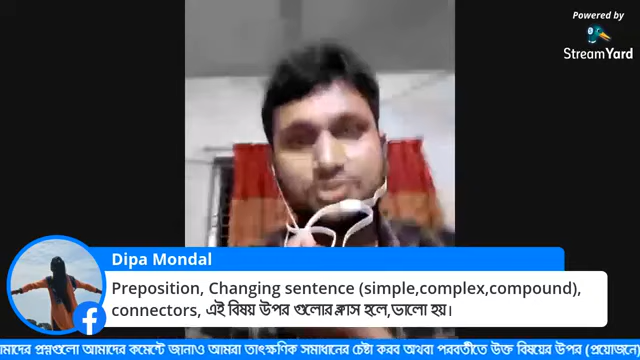 Powered by
StreamYard
Dipa Mondal
Preposition, Changing sentence (simple,complex,compound),
connectors, এই বিষয় উপর গুলোর ক্লাস হলে,ভালো হয়।
প্রশ্নগুলো আমাদের কমেন্টে জানাও আমরা তাৎক্ষণিক সমাধানের চেষ্টা করব অথবা পরবর্তীতে উক্ত বিষয়ের উপর (প্রয়োজনে)